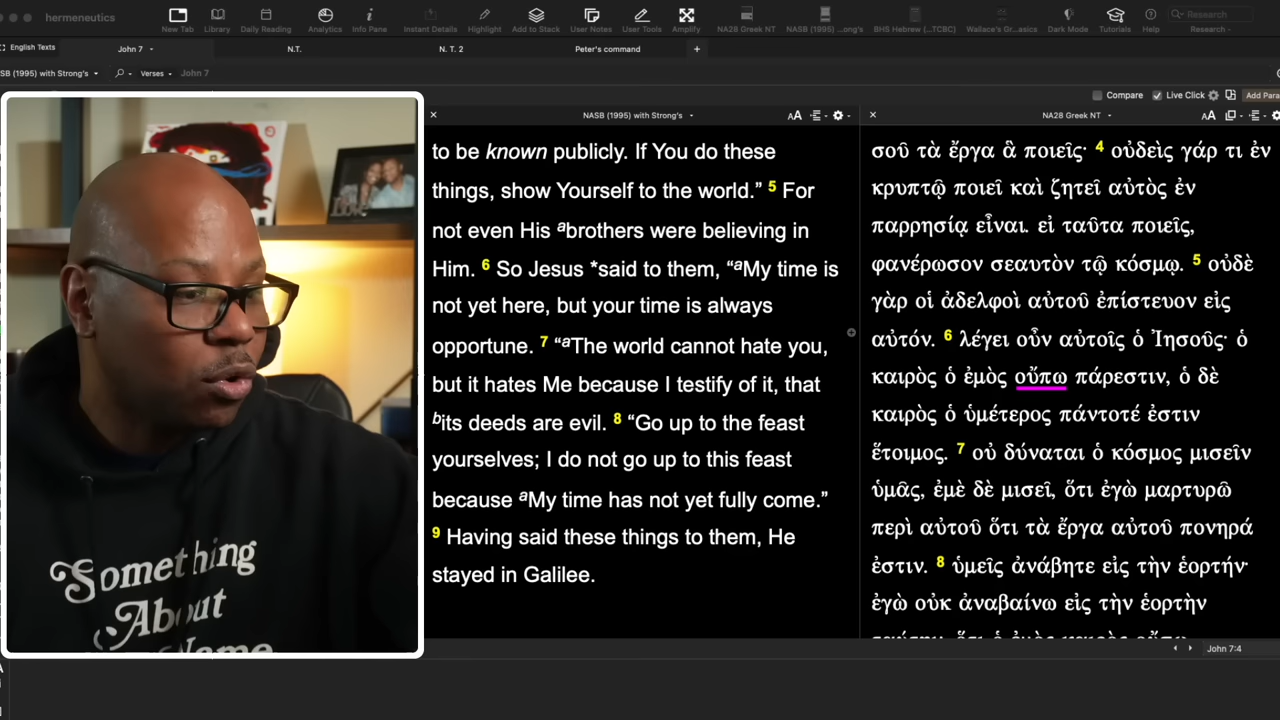 hermeneutics
New Tab
Library
Daily Reading
Analytics
Info Pane
Instant Details
Highlight
Add to Stack
User Notes
User Tools
Amplify
NA28 Greek NT
NASB (1995) ...ong's
BHS Hebrew (...TCBC)
Wallace's Gr...asics
Dark Mode
Tutorials
Help
Research
Research
English Texts
John 7
N.T.
N. T. 2
Peter's command
SB (1995) with Strong's
Verses
John 7
Compare
Live Click
Add Para
NASB (1995) with Strong's
AA
to be known publicly. If You do these
things, show Yourself to the world.” 5 For
not even His abrothers were believing in
Him. 6 So Jesus *said to them, “aMy time is
not yet here, but your time is always
opportune. 7 “aThe world cannot hate you,
but it hates Me because I testify of it, that
bits deeds are evil. 8 “Go up to the feast
yourselves; I do not go up to this feast
because aMy time has not yet fully come.”
9 Having said these things to them, He
stayed in Galilee.
NA28 Greek NT
AA
σοῦ τὰ ἔργα ἃ ποιεῖς· 4 οὐδεὶς γάρ τι ἐν
κρυπτῷ ποιεῖ καὶ ζητεῖ αὐτὸς ἐν
παρρησίᾳ εἶναι. εἰ ταῦτα ποιεῖς,
φανέρωσον σεαυτὸν τῷ κόσμῳ. 5 οὐδὲ
γὰρ οἱ ἀδελφοὶ αὐτοῦ ἐπίστευον εἰς
αὐτόν. 6 λέγει οὖν αὐτοῖς ὁ Ἰησοῦς· ὁ
καιρὸς ὁ ἐμὸς οὔπω πάρεστιν, ὁ δὲ
καιρὸς ὁ ὑμέτερος πάντοτέ ἐστιν
ἕτοιμος. 7 οὐ δύναται ὁ κόσμος μισεῖν
ὑμᾶς, ἐμὲ δὲ μισεῖ, ὅτι ἐγὼ μαρτυρῶ
περὶ αὐτοῦ ὅτι τὰ ἔργα αὐτοῦ πονηρά
ἐστιν. 8 ὑμεῖς ἀνάβητε εἰς τὴν ἑορτήν·
ἐγὼ οὐκ ἀναβαίνω εἰς τὴν ἑορτὴν
John 7:4
Something
About
Name